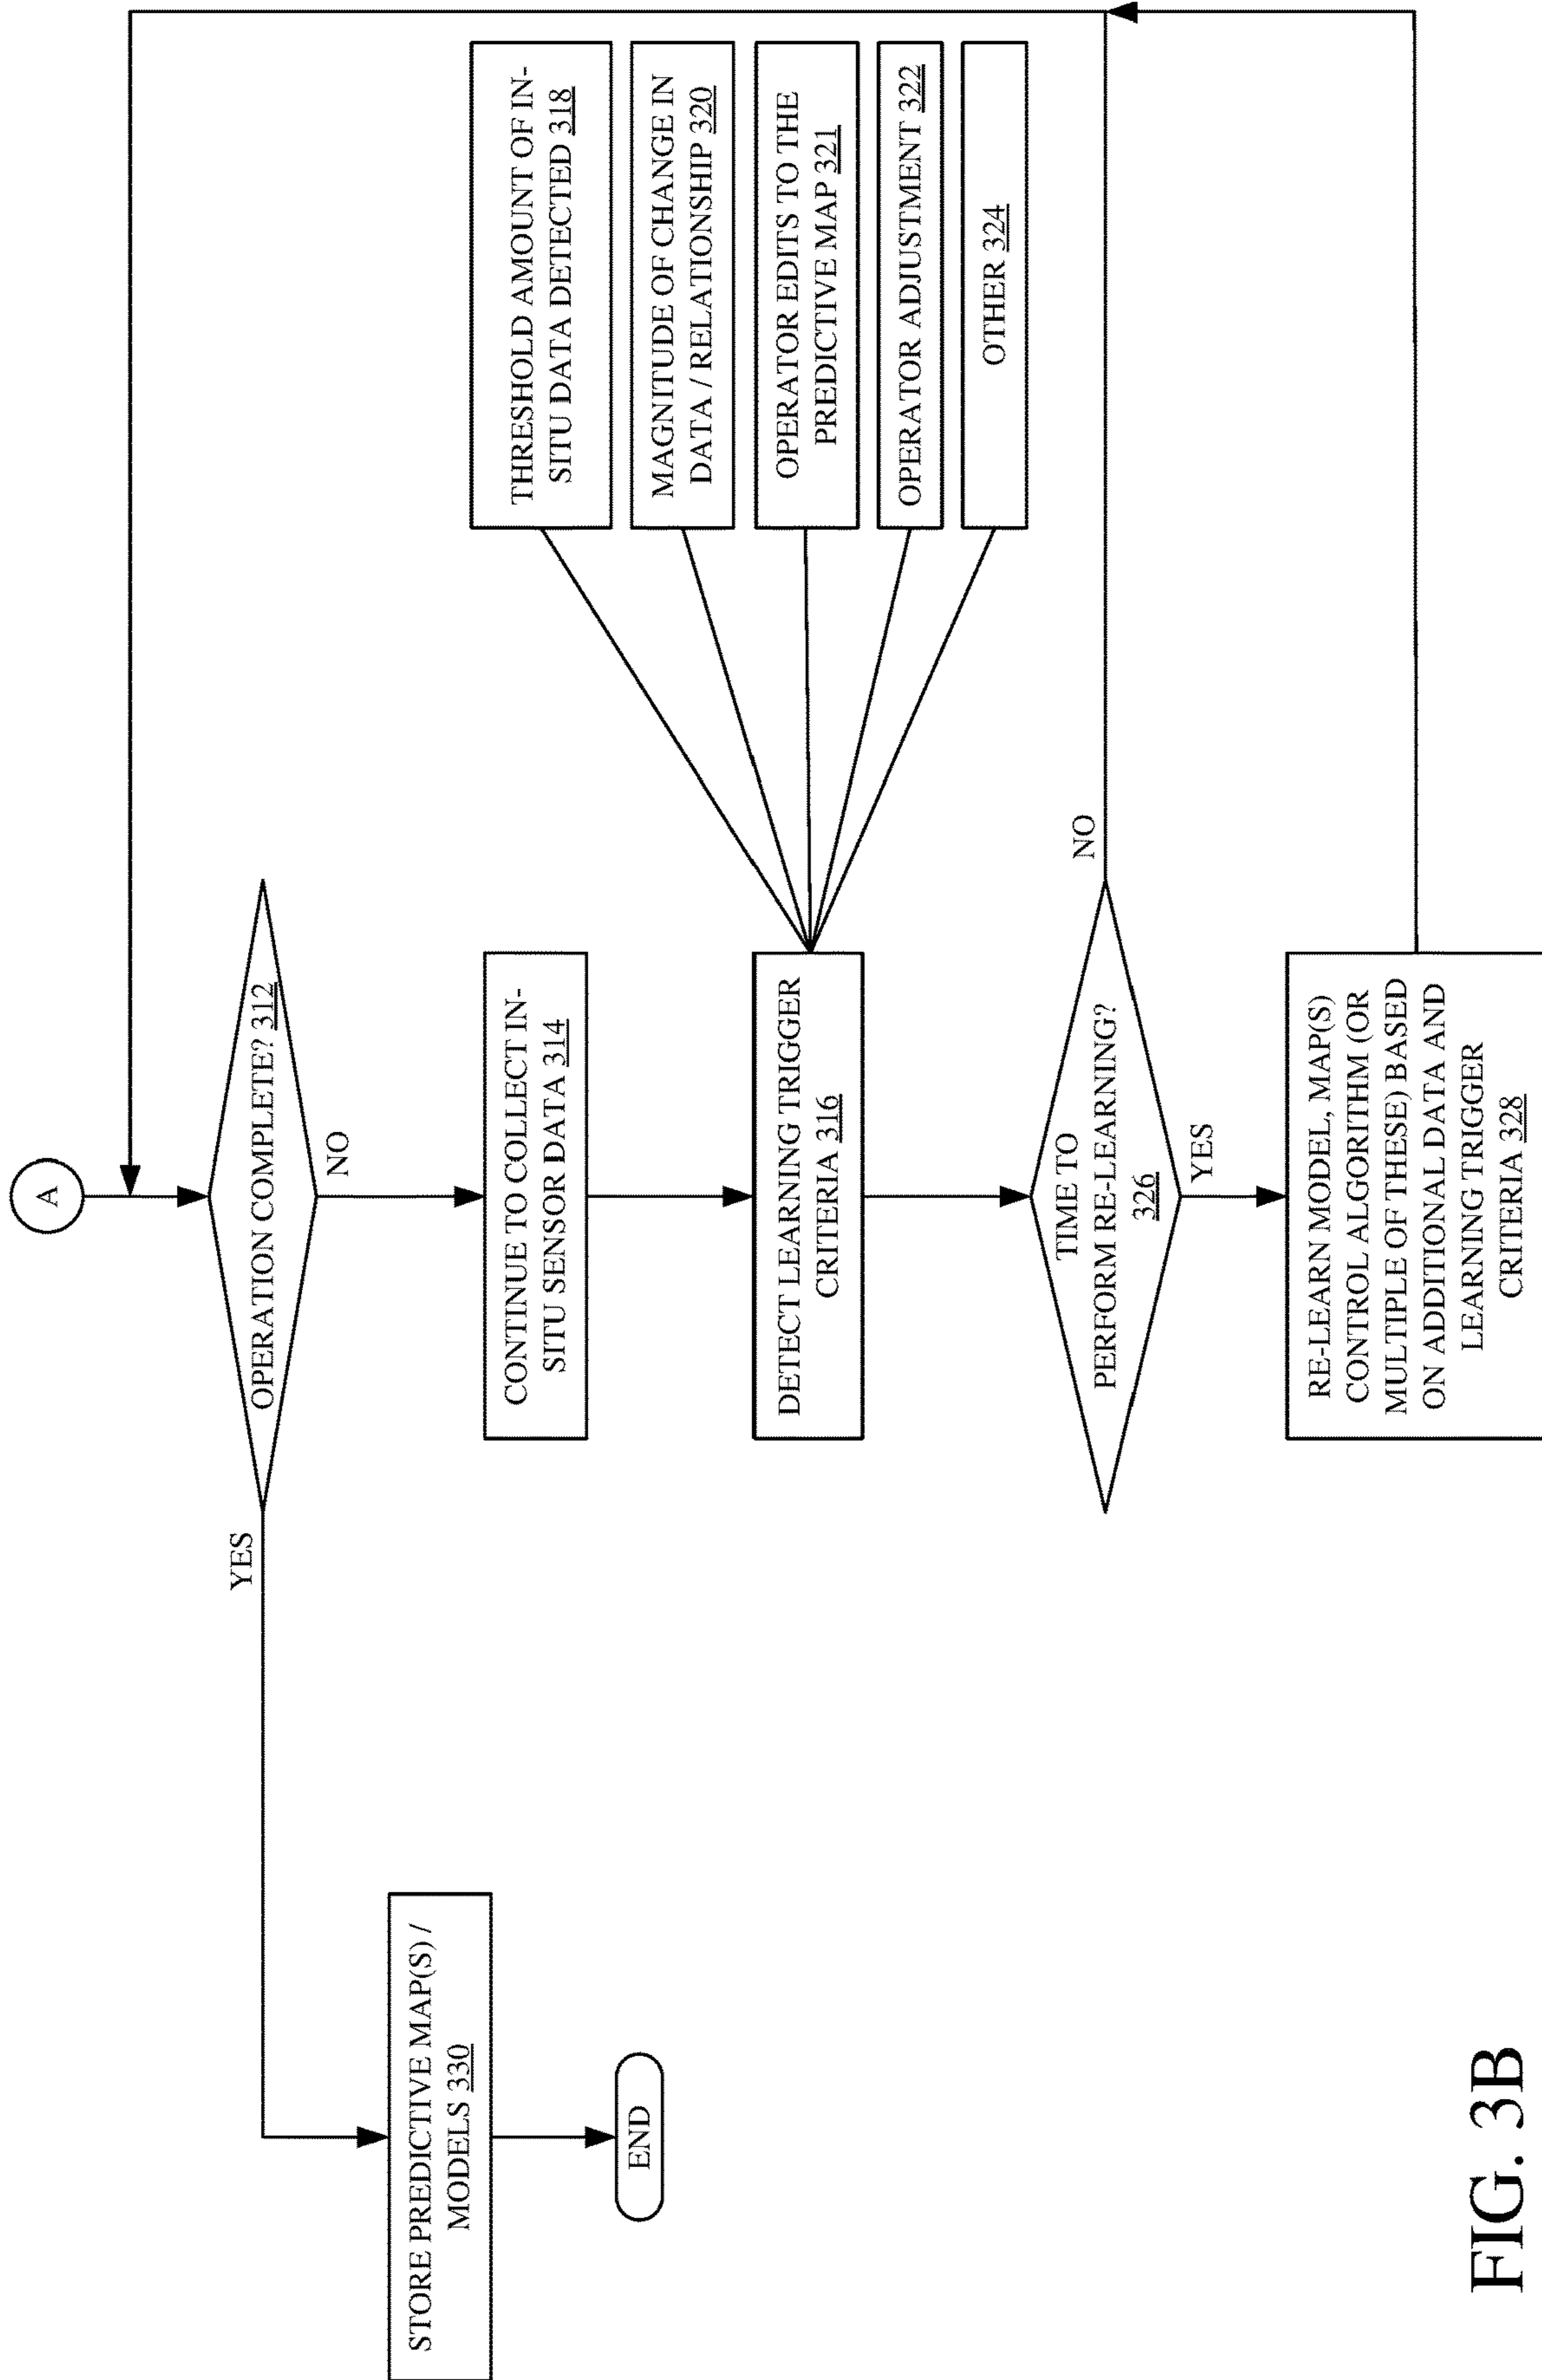 A
OPERATION COMPLETE? 312
YES
NO
CONTINUE TO COLLECT IN-
SITU SENSOR DATA 314
DETECT LEARNING TRIGGER
CRITERIA 316
THRESHOLD AMOUNT OF IN-
SITU DATA DETECTED 318
MAGNITUDE OF CHANGE IN
DATA / RELATIONSHIP 320
OPERATOR EDITS TO THE
PREDICTIVE MAP 321
OPERATOR ADJUSTMENT 322
OTHER 324
TIME TO
PERFORM RE-LEARNING?
326
NO
YES
RE-LEARN MODEL, MAP(S)
CONTROL ALGORITHM (OR
MULTIPLE OF THESE) BASED
ON ADDITIONAL DATA AND
LEARNING TRIGGER
CRITERIA 328
STORE PREDICTIVE MAP(S) /
MODELS 330
END
FIG. 3B